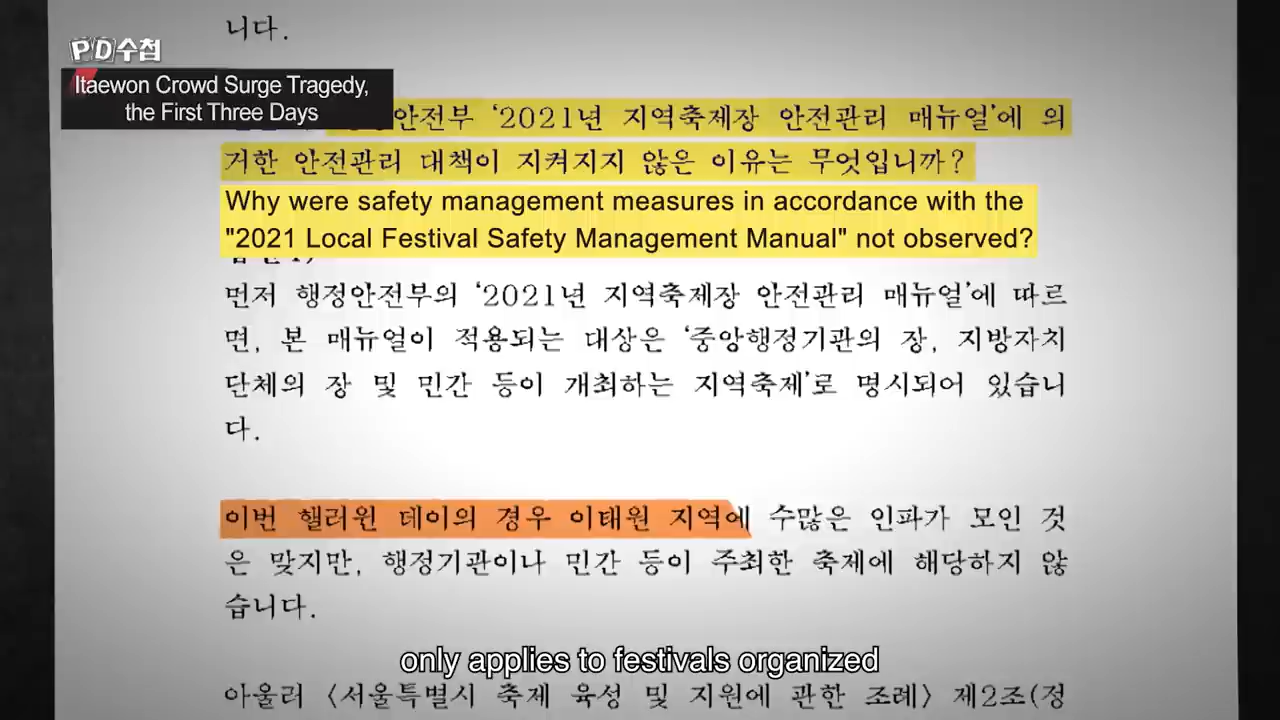 니다.
PD수첩
Itaewon Crowd Surge Tragedy,
the First Three Days
안전부 ‘2021년 지역축제장 안전관리 매뉴얼’에 의
거한 안전관리 대책이 지켜지지 않은 이유는 무엇입니까?
Why were safety management measures in accordance with the
"2021 Local Festival Safety Management Manual" not observed?
먼저 행정안전부의 ‘2021년 지역축제장 안전관리 매뉴얼’에 따르
면, 본 매뉴얼이 적용되는 대상은 ‘중앙행정기관의 장, 지방자치
단체의 장 및 민간 등이 개최하는 지역축제’로 명시되어 있습니
다.
이번 핼러윈 데이의 경우 이태원 지역에 수많은 인파가 모인 것
은 맞지만, 행정기관이나 민간 등이 주최한 축제에 해당하지 않
습니다.
only applies to festivals organized
아울러 〈서울특별시 축제 육성 및 지원에 관한 조례〉 제2조(정